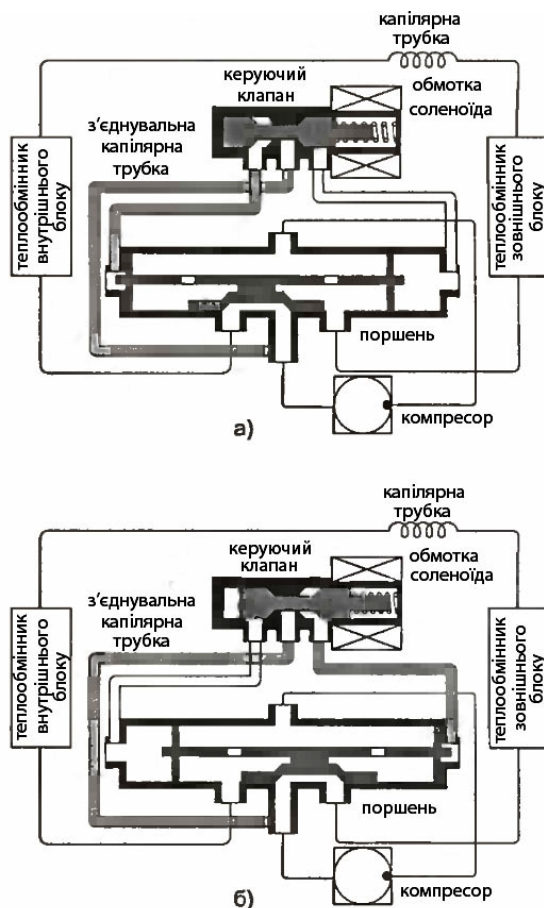 капілярна
трубка
керуючий
клапан
обмотка
соленоїда
з'єднувальна
капілярна
трубка
теплообмінник
внутрішнього
блоку
теплообмінник
зовнішнього
блоку
поршень
компресор
а)
капілярна
трубка
керуючий
клапан
обмотка
соленоїда
з'єднувальна
капілярна
трубка
теплообмінник
внутрішнього
блоку
теплообмінник
зовнішнього
блоку
поршень
компресор
б)